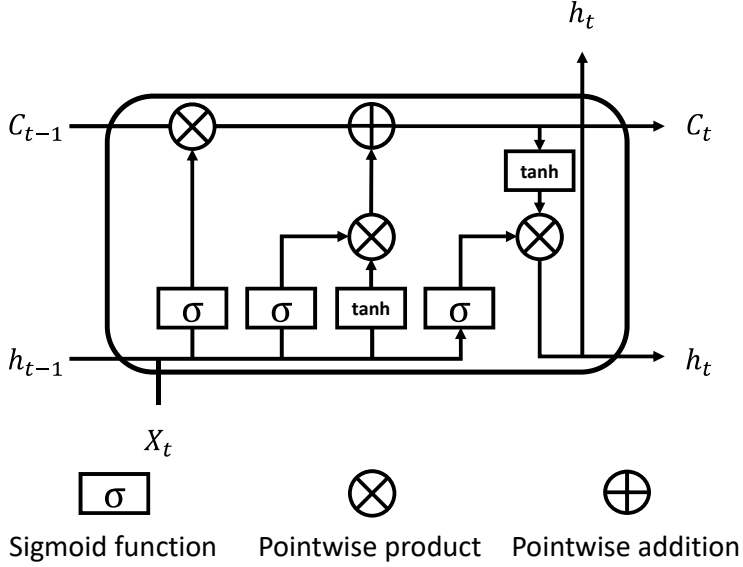 h_t
C_{t-1}
C_t
tanh
σ
σ
tanh
σ
h_{t-1}
h_t
X_t
σ
Sigmoid function
Pointwise product
Pointwise addition